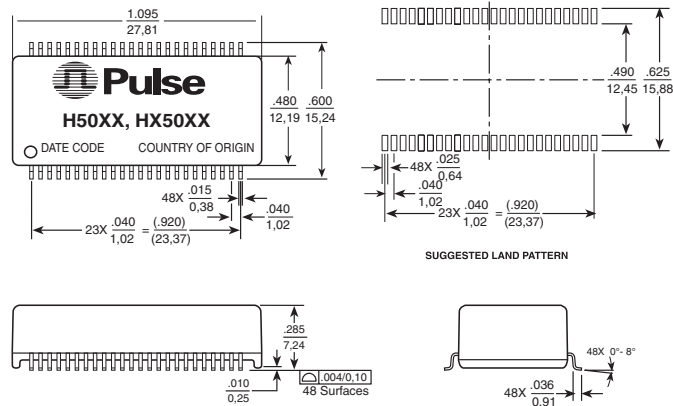 1.095
27,81
Pulse
H50XX, HX50XX
DATE CODE COUNTRY OF ORIGIN
.480
12,19
.600
15,24
48X .015
0,38
.040
1,02
23X .040 = (.920)
1,02 (23,37)
.490
12,45
.625
15,88
48X .025
0,64
.040
1,02
23X .040 = (.920)
1,02 (23,37)
SUGGESTED LAND PATTERN
.285
7,24
.010
0,25
.004/0,10
48 Surfaces
48X 0°- 8°
48X .036
0.91